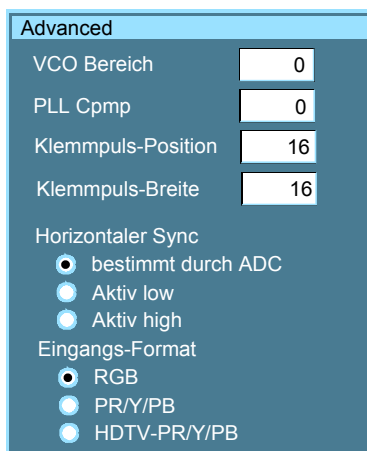 Advanced
VCO Bereich 0
PLL Cpmp 0
Klemmpuls-Position 16
Klemmpuls-Breite 16
Horizontaler Sync
bestimmt durch ADC
Aktiv low
Aktiv high
Eingangs-Format
RGB
PR/Y/PB
HDTV-PR/Y/PB